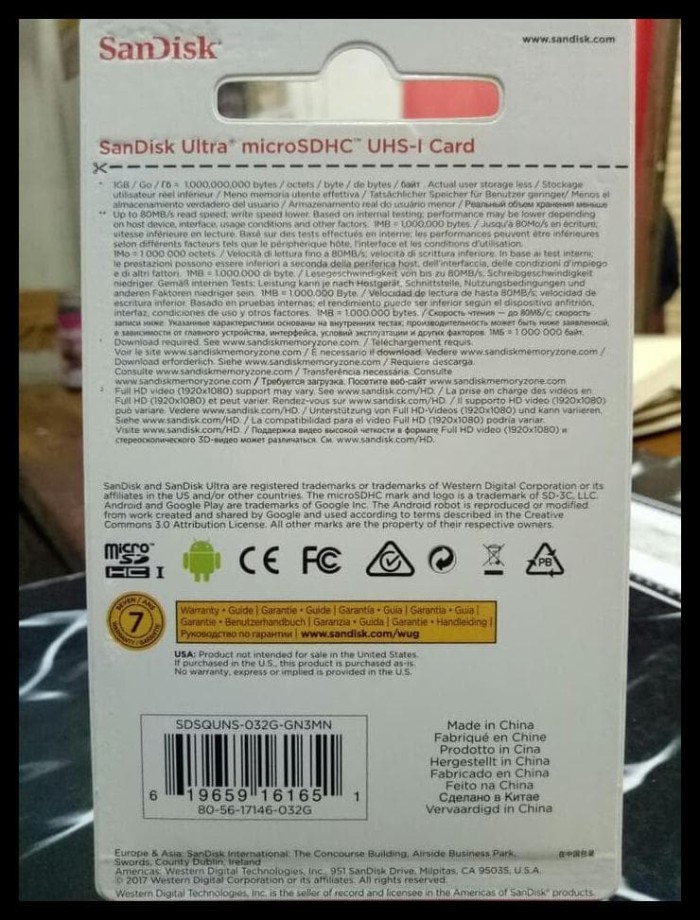 SanDisk®
www.sandisk.com
SanDisk Ultra® microSDHC™ UHS-I Card
* 1GB / Go / Гб = 1,000,000,000 bytes / octets / byte / de bytes / байт. Actual user storage less / Stockage
utilisateur réel inférieur / Meno memoria utente effettiva / Tatsächlicher Speicher für Benutzer geringer/ Menos el
almacenamiento verdadero del usuario / Armazenamento real do usuário menor / Реальный объем хранения меньше
** Up to 80MB/s read speed; write speed lower. Based on internal testing; performance may be lower depending
on host device, interface, usage conditions and other factors. 1MB = 1,000,000 bytes. / Jusqu'à 80Mo/s en écriture;
vitesse inférieure en lecture. Basé sur des tests effectués en interne; les performances peuvent être inférieures
selon différents facteurs tels que le périphérique hôte, l'interface et les conditions d'utilisation.
1Mo = 1 000 000 octets. / Velocità di lettura fino a 80MB/s; velocità di scrittura inferiore. In base ai test interni;
le prestazioni possono essere inferiori a seconda della periferica host, dell'interfaccia, delle condizioni d'impiego
e di altri fattori. 1MB = 1.000.000 di byte. / Lesegeschwindigkeit von bis zu 80MB/s; Schreibgeschwindigkeit
niedriger. Gemäß internen Tests; Leistung kann je nach Hostgerät, Schnittstelle, Nutzungsbedingungen und
anderen Faktoren niedriger sein. 1MB = 1.000.000 Byte. / Velocidad de lectura de hasta 80MB/s; velocidad de
escritura inferior. Basado en pruebas internas; el rendimiento puede ser inferior según el dispositivo anfitrión,
interfaz, condiciones de uso y otros factores. 1MB = 1.000.000 bytes. / Скорость чтения — до 80МБ/с; скорость
записи ниже. Указанные характеристики основаны на внутренних тестах; производительность может быть ниже заявленной,
в зависимости от главного устройства, интерфейса, условий эксплуатации и других факторов. 1МБ = 1 000 000 байт.
Download required. See www.sandiskmemoryzone.com. / Téléchargement requis.
Voir le site www.sandiskmemoryzone.com / È necessario il download. Vedere www.sandiskmemoryzone.com /
Download erforderlich. Siehe www.sandiskmemoryzone.com / Requiere descarga.
Consulte www.sandiskmemoryzone.com / Transferência necessária. Consulte
www.sandiskmemoryzone.com / Требуется загрузка. Посетите веб-сайт www.sandiskmemoryzone.com
² Full HD video (1920x1080) support may vary. See www.sandisk.com/HD. / La prise en charge des vidéos en
Full HD (1920x1080) et peut varier. Rendez-vous sur www.sandisk.com/HD. / Il supporto HD video (1920x1080)
può variare. Vedere www.sandisk.com/HD. / Unterstützung von Full HD-Videos (1920x1080) und kann variieren.
Siehe www.sandisk.com/HD. / La compatibilidad para el video Full HD (1920x1080) podría variar.
Visite www.sandisk.com/HD. / Поддержка видео высокой четкости в формате Full HD video (1920x1080) и
стереоскопического 3D-видео может различаться. См. www.sandisk.com/HD.
SanDisk and SanDisk Ultra are registered trademarks or trademarks of Western Digital Corporation or its
affiliates in the US and/or other countries. The microSDHC mark and logo is a trademark of SD-3C, LLC.
Android and Google Play are trademarks of Google Inc. The Android robot is reproduced or modified
from work created and shared by Google and used according to terms described in the Creative
Commons 3.0 Attribution License. All other marks are the property of their respective owners.
micro SD HC I CE FC PB
SEVEN / ANS
7
WARRANTY / GARANTIE
Warranty • Guide | Garantie • Guide | Garantía • Guia | Garantia • Guia |
Garantie • Benutzerhandbuch | Garanzia • Guida | Garantie • Handleiding |
Руководство по гарантии | www.sandisk.com/wug
USA: Product not intended for sale in the United States.
If purchased in the U.S., this product is purchased as-is.
No warranty, express or implied is provided in the U.S.
SDSQUNS-032G-GN3MN
6 19659 16165 1
80-56-17146-032G
Made in China
Fabriqué en Chine
Prodotto in Cina
Hergestellt in China
Fabricado en China
Feito na China
Сделано в Китае
Vervaardigd in China
Europe & Asia: SanDisk International: The Concourse Building, Airside Business Park,
Swords, County Dublin, Ireland
在中国包装
Americas: Western Digital Technologies, Inc., 951 SanDisk Drive, Milpitas, CA 95035, U.S.A.
© 2017 Western Digital Corporation or its affiliates. All rights reserved.
Western Digital Technologies, Inc. is the seller of record and licensee in the Americas of SanDisk® products.